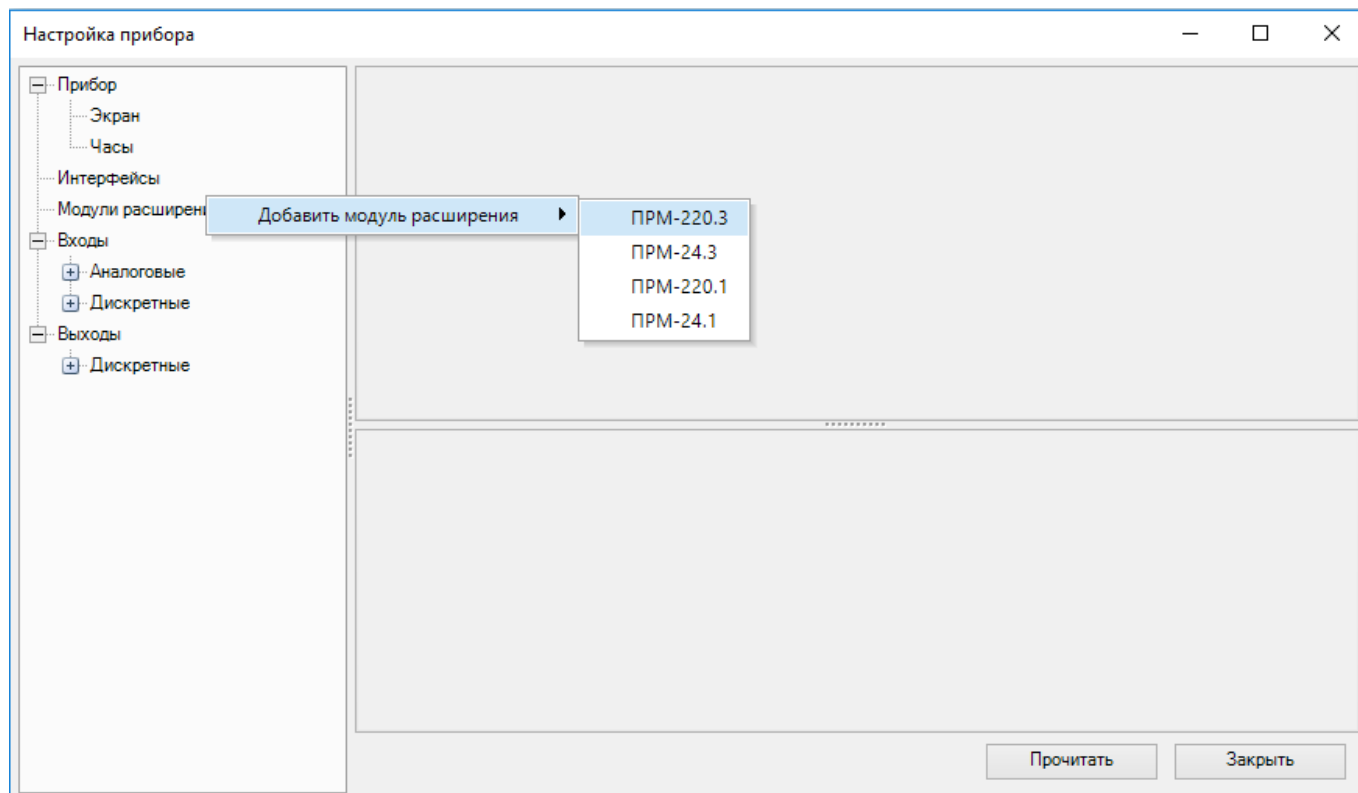 Настройка прибора
Прибор
Экран
Часы
Интерфейсы
Модули
Добавить модуль расширения
ПРМ-220.3
ПРМ-24.3
ПРМ-220.1
ПРМ-24.1
Входы
Аналоговые
Дискретные
Выходы
Дискретные
Прочитать
Закрыть